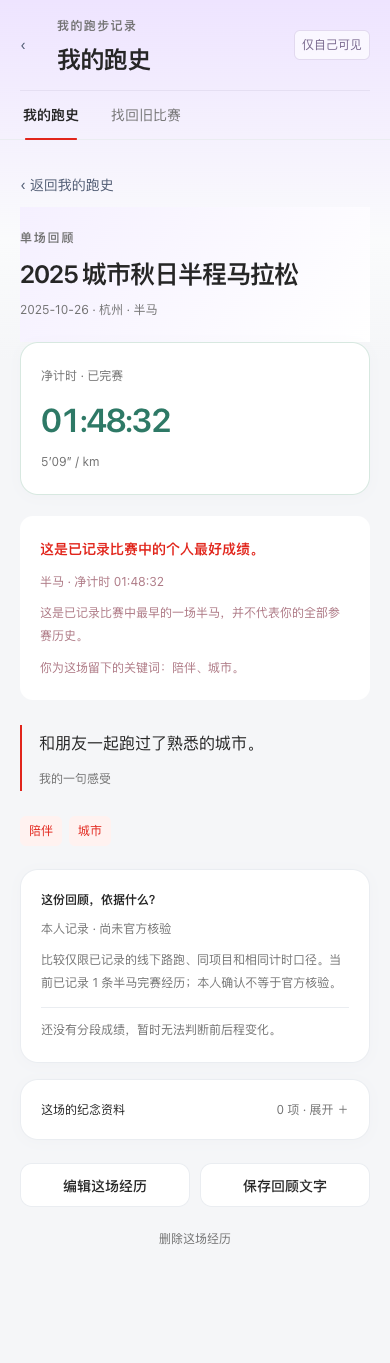 我的跑步记录
‹
我的跑史
仅自己可见
我的跑史 找回旧比赛
‹ 返回我的跑史
单场回顾
2025 城市秋日半程马拉松
2025-10-26 · 杭州 · 半马
净计时 · 已完赛
01:48:32
5′09″ / km
这是已记录比赛中的个人最好成绩。
半马 · 净计时 01:48:32
这是已记录比赛中最早的一场半马，并不代表你的全部参
赛历史。
你为这场留下的关键词：陪伴、城市。
和朋友一起跑过了熟悉的城市。
我的一句感受
陪伴 城市
这份回顾，依据什么？
本人记录 · 尚未官方核验
比较仅限已记录的线下路跑、同项目和相同计时口径。当
前已记录 1 条半马完赛经历；本人确认不等于官方核验。
还没有分段成绩，暂时无法判断前后程变化。
这场的纪念资料 0 项 · 展开 ＋
编辑这场经历 保存回顾文字
删除这场经历